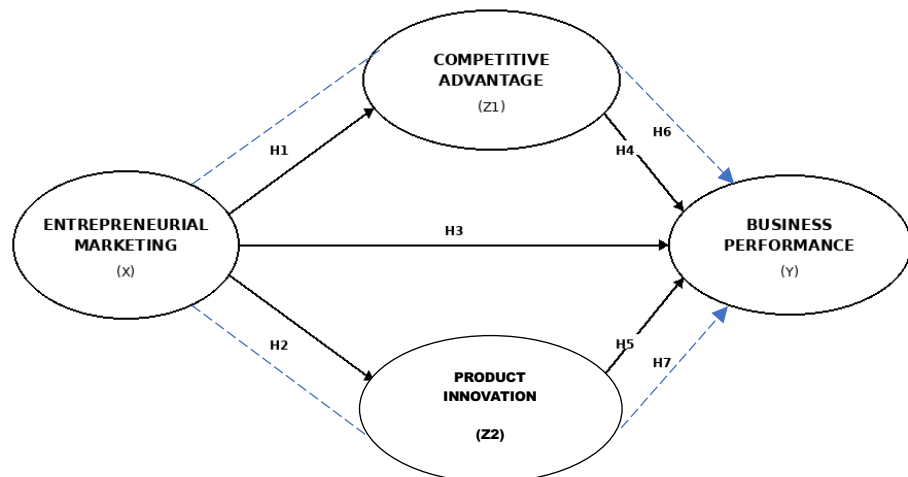 COMPETITIVE
ADVANTAGE
(Z1)
H1
H4
H6
ENTREPRENEURIAL
MARKETING
(X)
H3
BUSINESS
PERFORMANCE
(Y)
H2
H5
H7
PRODUCT
INNOVATION
(Z2)